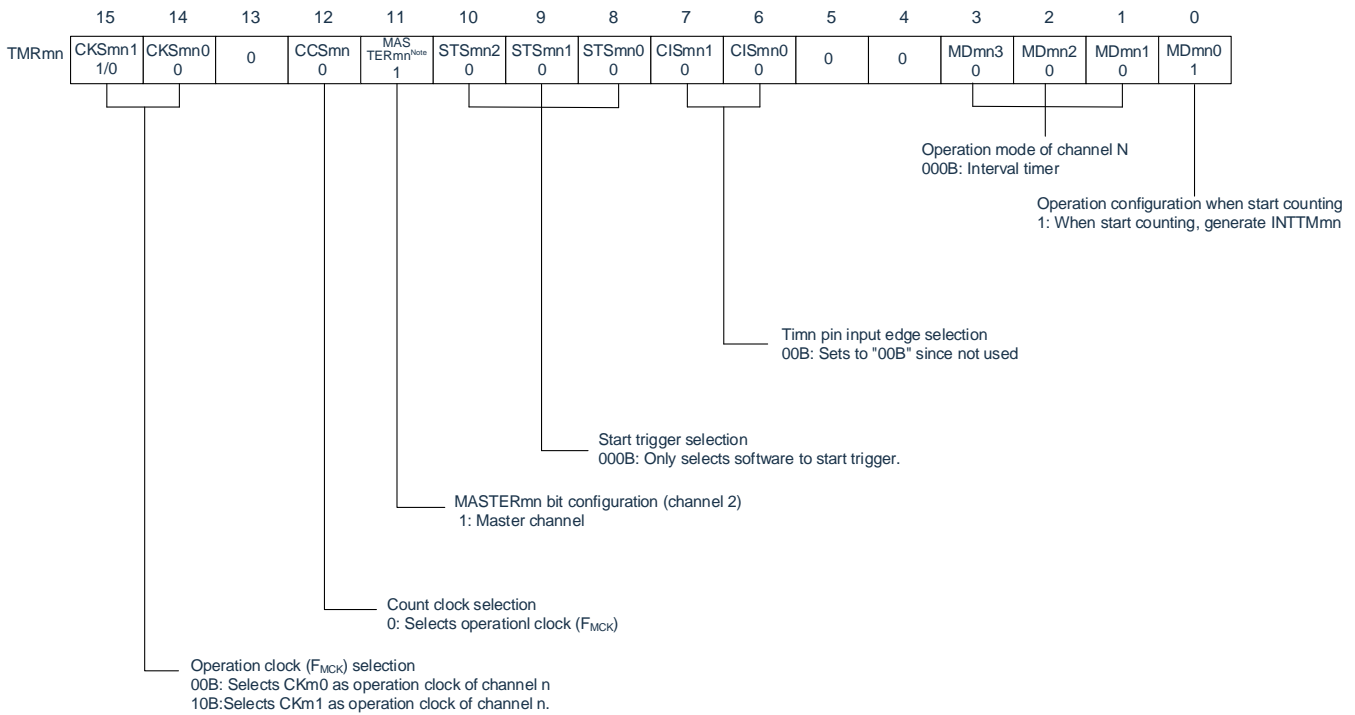 15 14 13 12 11 10 9 8 7 6 5 4 3 2 1 0
TMRmn
CKSmn1 CKSmn0 0 CCSmn MAS STSmn2 STSmn1 STSmn0 CISmn1 CISmn0 0 0 MDmn3 MDmn2 MDmn1 MDmn0
TERmnNote
1/0 0 0 1 0 0 0 0 0 0 0 0 1
Operation mode of channel N
000B: Interval timer
Operation configuration when start counting
1: When start counting, generate INTTMmn
Timn pin input edge selection
00B: Sets to "00B" since not used
Start trigger selection
000B: Only selects software to start trigger.
MASTERmn bit configuration (channel 2)
1: Master channel
Count clock selection
0: Selects operationl clock (FMCK)
Operation clock (FMCK) selection
00B: Selects CKm0 as operation clock of channel n
10B:Selects CKm1 as operation clock of channel n.